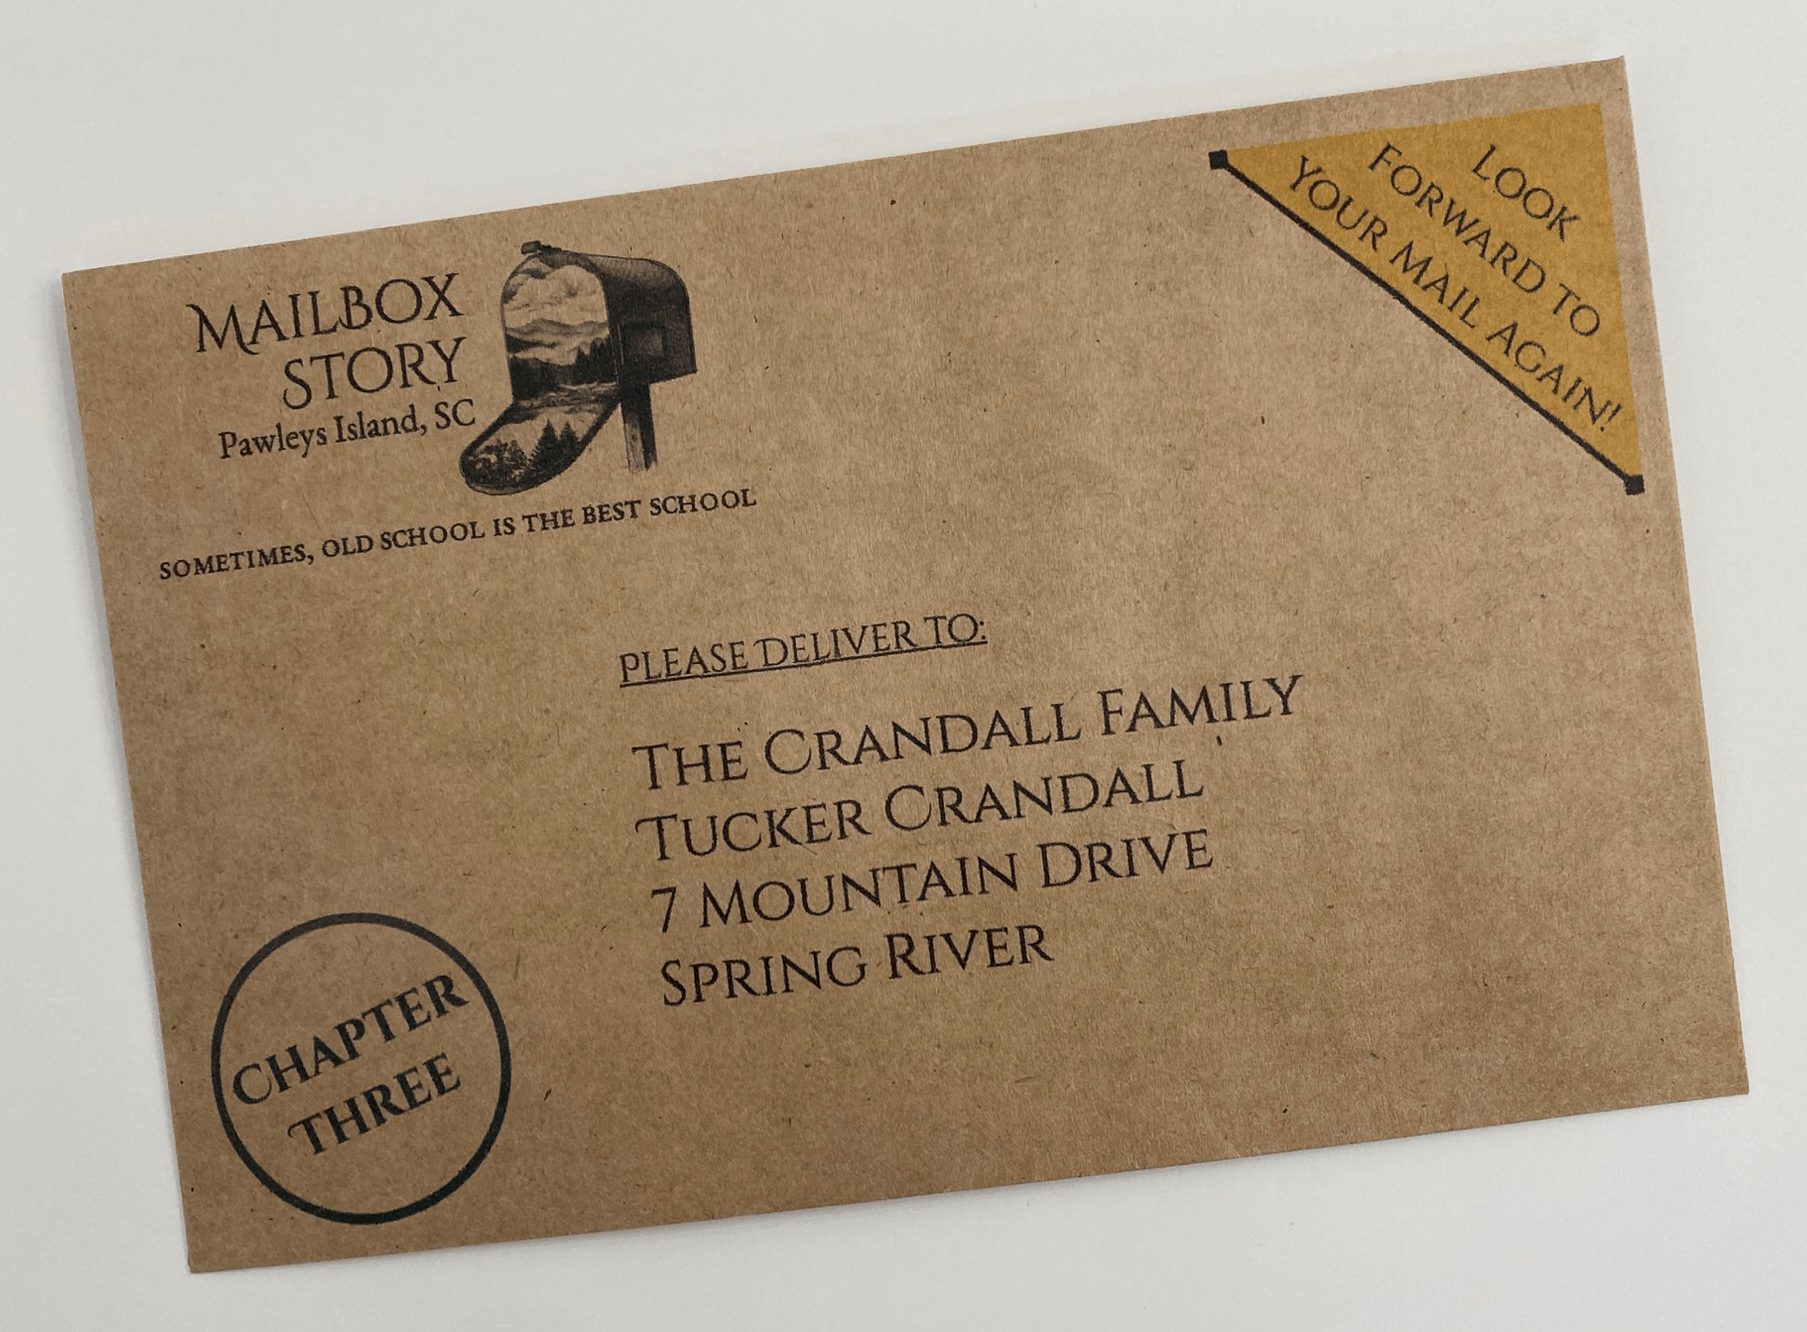 MAILBOX
STORY
Pawleys Island, SC
SOMETIMES, OLD SCHOOL IS THE BEST SCHOOL
LOOK
FORWARD TO
YOUR MAIL AGAIN!
PLEASE DELIVER TO:
THE CRANDALL FAMILY
TUCKER CRANDALL
7 MOUNTAIN DRIVE
SPRING RIVER
CHAPTER
THREE